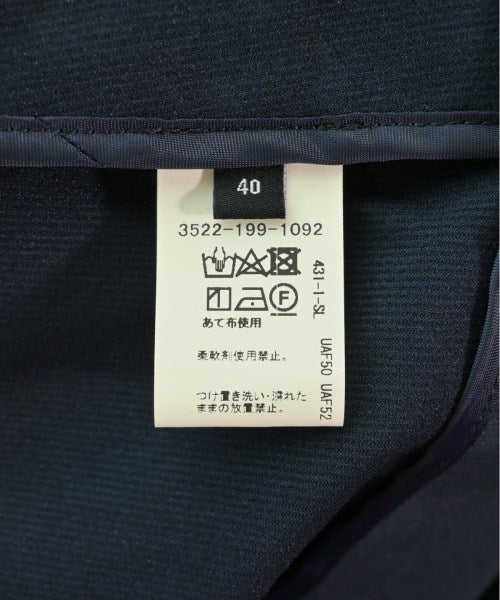 40
3522-199-1092
F
あて布使用
柔軟剤使用禁止。
つけ置き洗い・濡れた
ままの放置禁止。
431-1-SL UAF50 UAF52